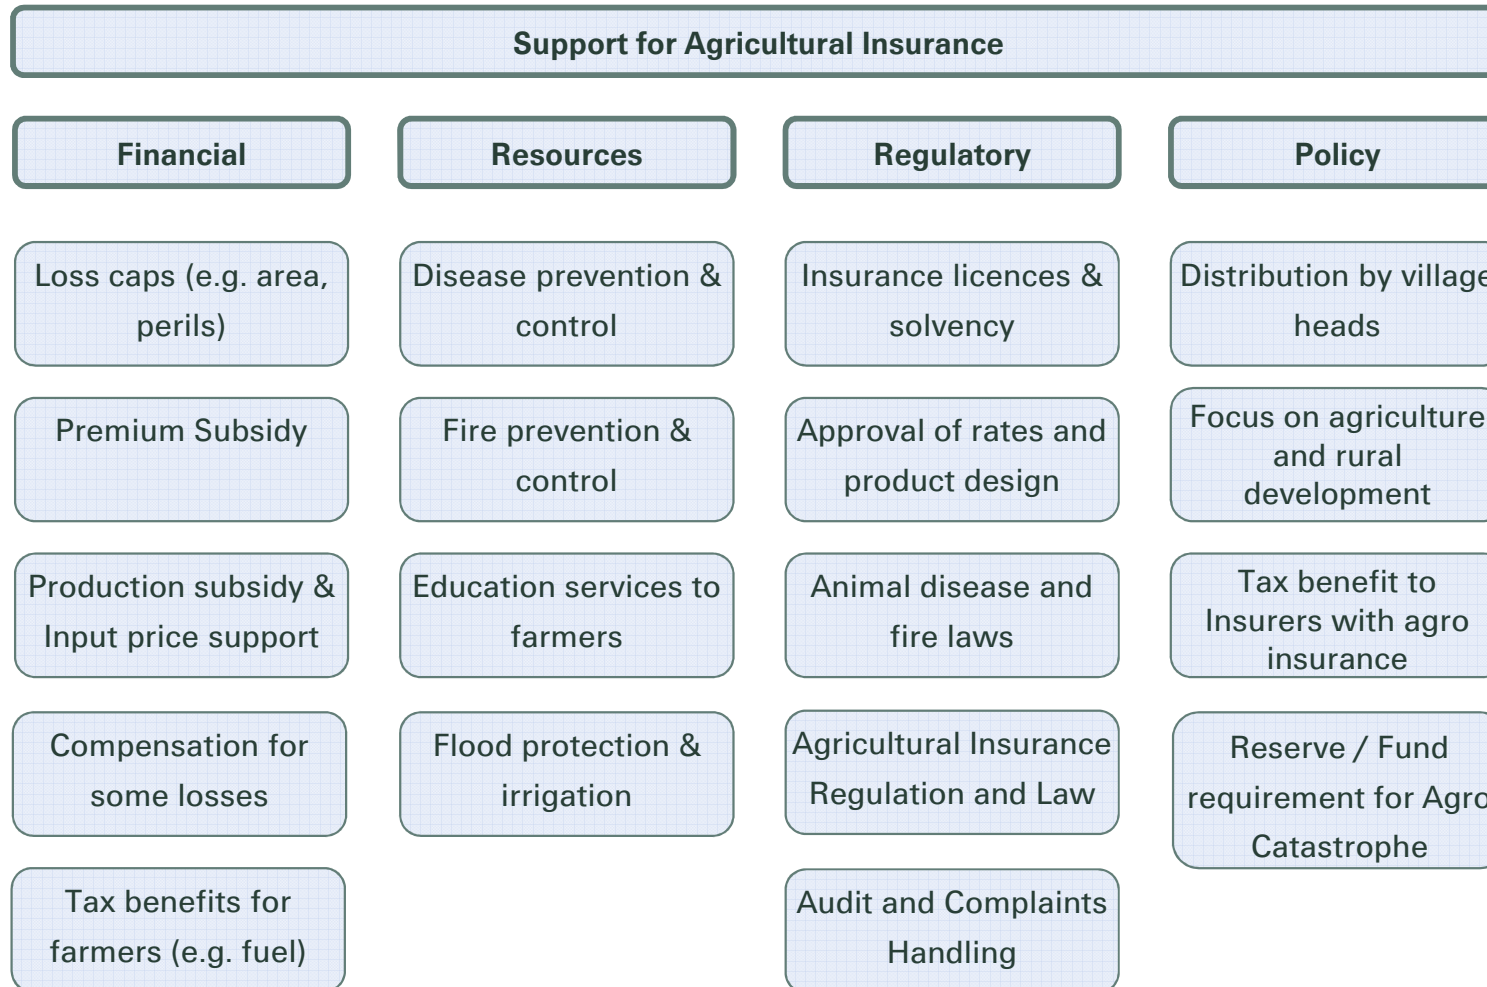 Support for Agricultural Insurance
Financial
Loss caps (e.g. area,
perils)
Premium Subsidy
Production subsidy &
Input price support
Compensation for
some losses
Tax benefits for
farmers (e.g. fuel)
Resources
Disease prevention &
control
Fire prevention &
control
Education services to
farmers
Flood protection &
irrigation
Regulatory
Insurance licences &
solvency
Approval of rates and
product design
Animal disease and
fire laws
Agricultural Insurance
Regulation and Law
Audit and Complaints
Handling
Policy
Distribution by village
heads
Focus on agriculture
and rural
development
Tax benefit to
Insurers with agro
insurance
Reserve / Fund
requirement for Agro
Catastrophe